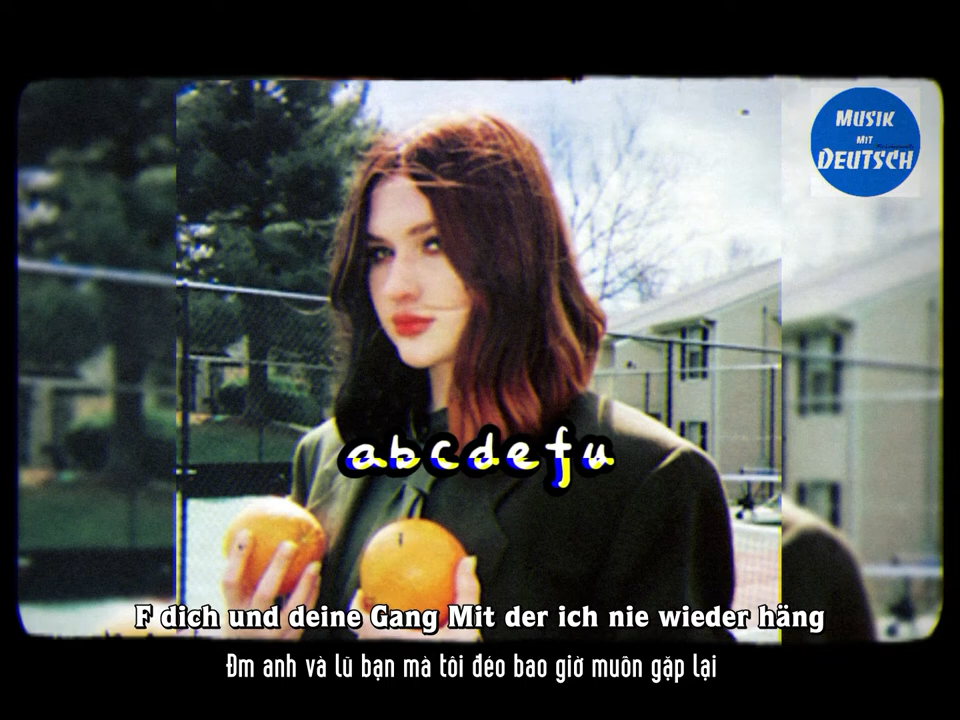 MUSIK
MIT
DEUTSCH
abcdefu
F dich und deine Gang Mit der ich nie wieder häng
Đm anh và lũ bạn mà tôi đéo bao giờ muốn gặp lại